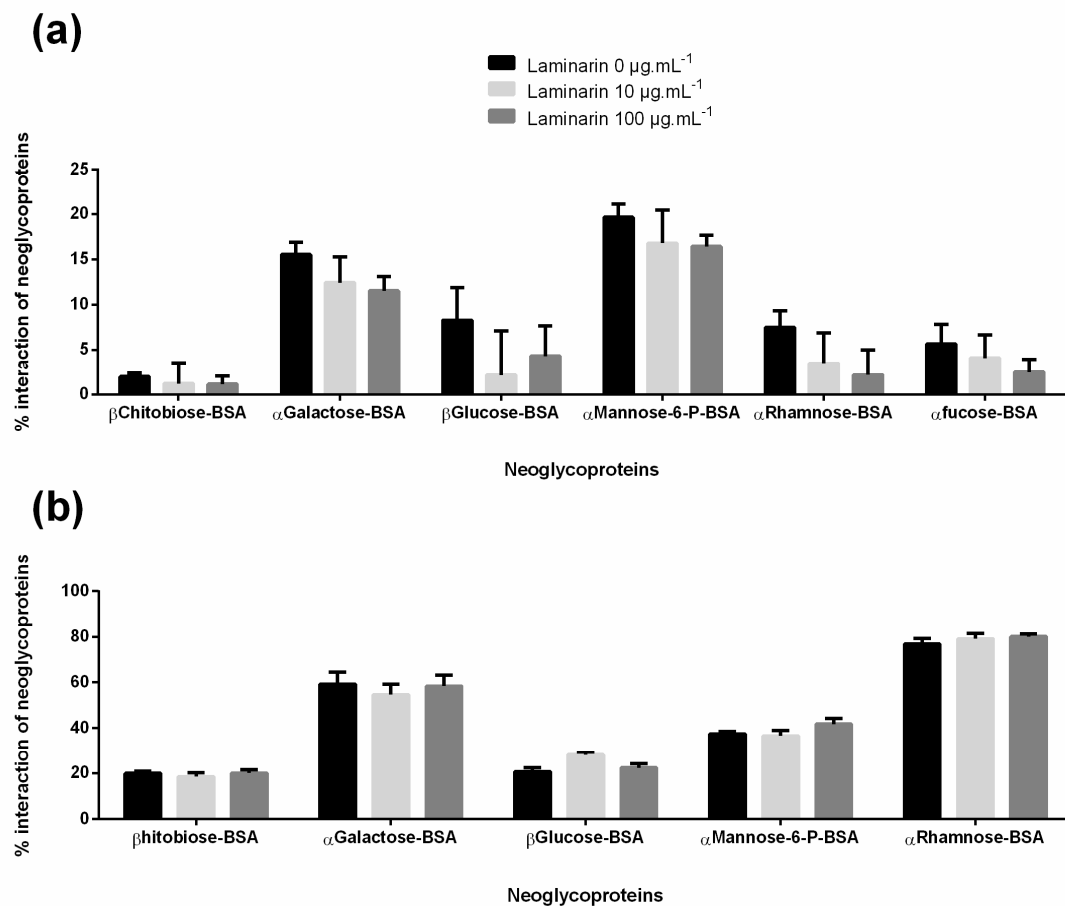 (a)
Laminarin 0 µg.mL⁻¹
Laminarin 10 µg.mL⁻¹
Laminarin 100 µg.mL⁻¹
% interaction of neoglycoproteins
25
20
15
10
5
0
βChitobiose-BSA αGalactose-BSA βGlucose-BSA αMannose-6-P-BSA αRhamnose-BSA αfucose-BSA
Neoglycoproteins
(b)
% interaction of neoglycoproteins
100
80
60
40
20
0
βhitobiose-BSA αGalactose-BSA βGlucose-BSA αMannose-6-P-BSA αRhamnose-BSA
Neoglycoproteins